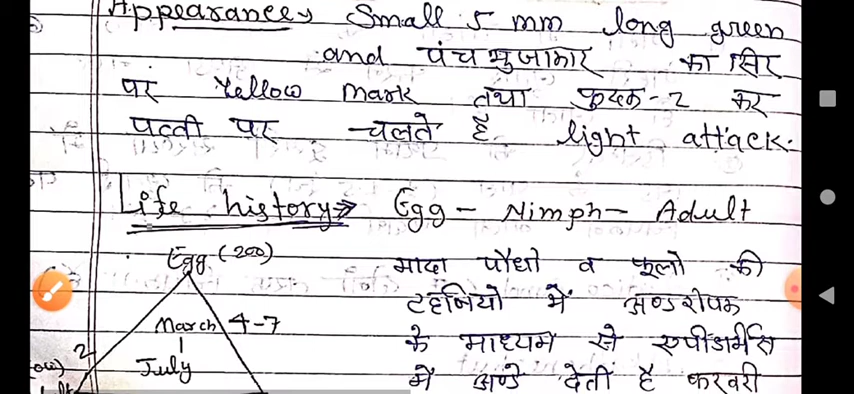 Appearance→ Small 5 mm long green
and पंच भुजाकार का सिर
पर Yellow mark तथा फुदक-2 कर
पत्ती पर चलते है light attack.
Life history⇒ Egg - Nimph- Adult
Egg (200)
मादा पौधो व फूलो की
टहनियो में अण्डरोपक
March 4-7
के माध्यम से एपीडर्मिस
2
July
में अण्डे देती है फरवरी